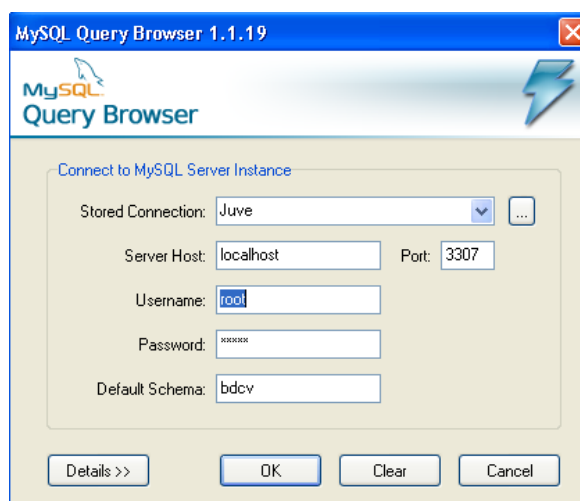 MySQL Query Browser 1.1.19
MySQL
Query Browser
Connect to MySQL Server Instance
Stored Connection: Juve ...
Server Host: localhost Port: 3307
Username: root
Password: *****
Default Schema: bdcv
Details >> OK Clear Cancel